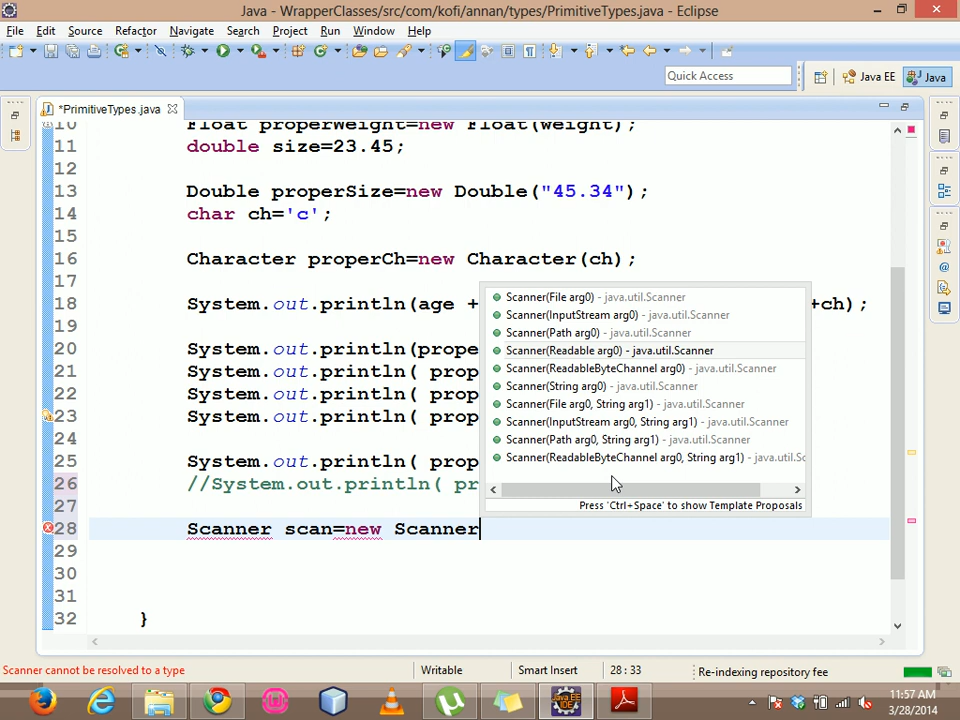 Java - WrapperClasses/src/com/kofi/annan/types/PrimitiveTypes.java - Eclipse
File Edit Source Refactor Navigate Search Project Run Window Help
Quick Access Java EE Java
*PrimitiveTypes.java
10 Float properWeight=new Float(weight);
11 double size=23.45;
12
13 Double properSize=new Double("45.34");
14 char ch='c';
15
16 Character properCh=new Character(ch);
17
18 System.out.println(age + +ch);
19
20 System.out.println(prope
21 System.out.println( prop
22 System.out.println( prop
23 System.out.println( prop
24
25 System.out.println( prop
26 //System.out.println( pr
27
28 Scanner scan=new Scanner
29
30
31
32 }
Scanner(File arg0) - java.util.Scanner
Scanner(InputStream arg0) - java.util.Scanner
Scanner(Path arg0) - java.util.Scanner
Scanner(Readable arg0) - java.util.Scanner
Scanner(ReadableByteChannel arg0) - java.util.Scanner
Scanner(String arg0) - java.util.Scanner
Scanner(File arg0, String arg1) - java.util.Scanner
Scanner(InputStream arg0, String arg1) - java.util.Scanner
Scanner(Path arg0, String arg1) - java.util.Scanner
Scanner(ReadableByteChannel arg0, String arg1) - java.util.Sc
Press 'Ctrl+Space' to show Template Proposals
Scanner cannot be resolved to a type Writable Smart Insert 28 : 33 Re-indexing repository fee
Java EE IDE
11:57 AM
3/28/2014